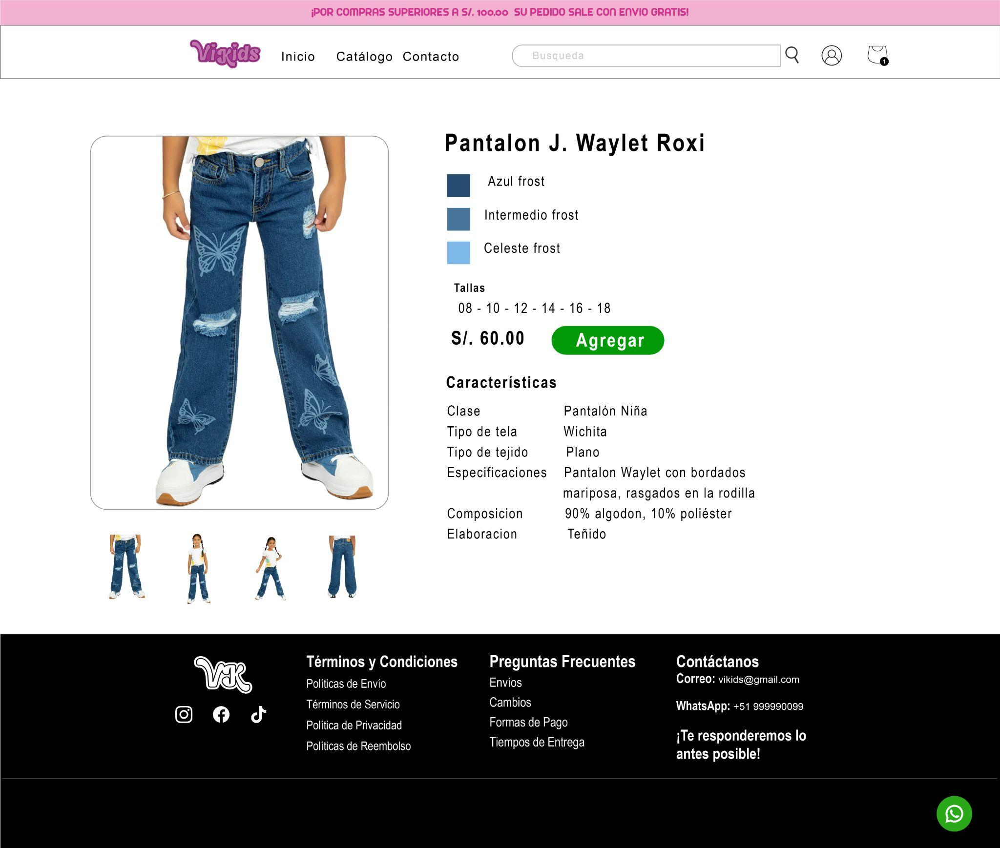 ¡POR COMPRAS SUPERIORES A S/. 100.00 SU PEDIDO SALE CON ENVIO GRATIS!
ViKids
Inicio Catálogo Contacto
Busqueda
1
Pantalon J. Waylet Roxi
Azul frost
Intermedio frost
Celeste frost
Tallas
08 - 10 - 12 - 14 - 16 - 18
S/. 60.00 Agregar
Características
Clase Pantalón Niña
Tipo de tela Wichita
Tipo de tejido Plano
Especificaciones Pantalon Waylet con bordados
mariposa, rasgados en la rodilla
Composicion 90% algodon, 10% poliéster
Elaboracion Teñido
VK
Términos y Condiciones
Políticas de Envío
Términos de Servicio
Política de Privacidad
Políticas de Reembolso
Preguntas Frecuentes
Envíos
Cambios
Formas de Pago
Tiempos de Entrega
Contáctanos
Correo: vikids@gmail.com
WhatsApp: +51 999990099
¡Te responderemos lo
antes posible!